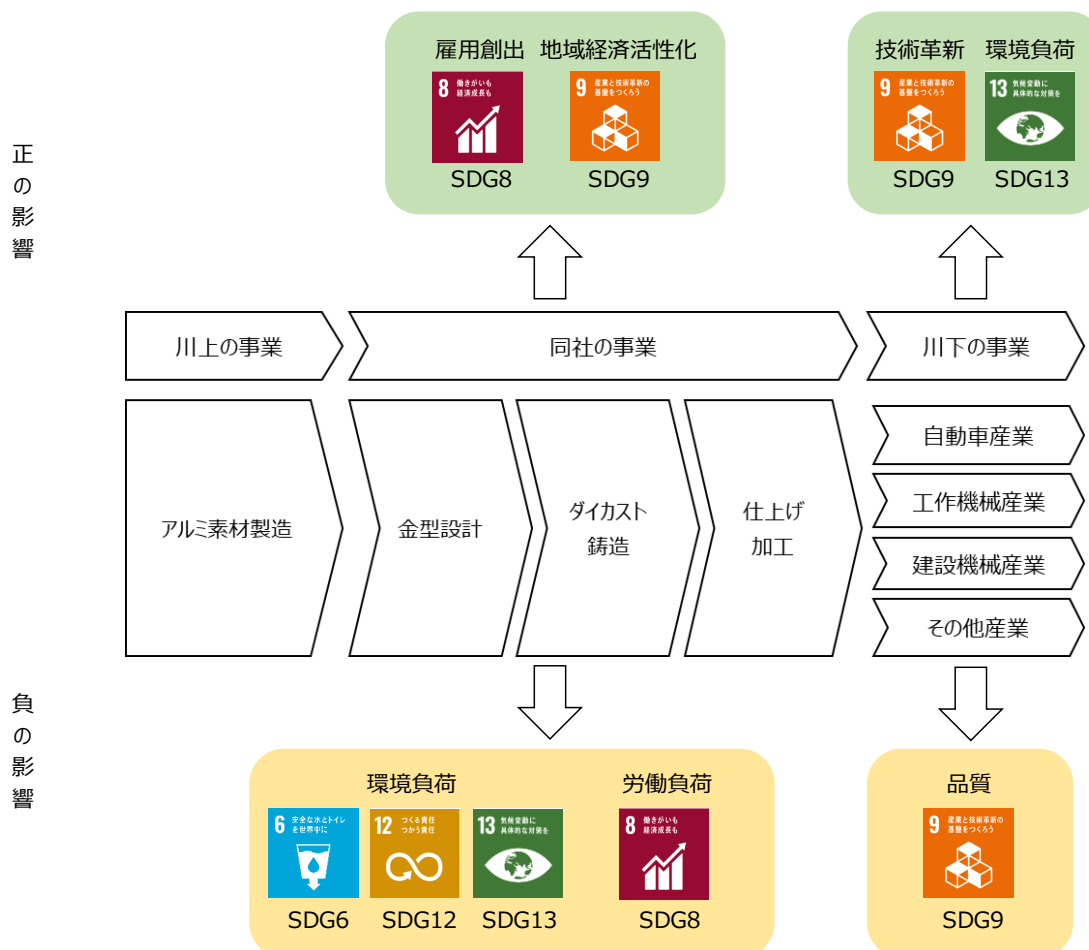 正の影響
雇用創出 地域経済活性化
8 働きがいも
経済成長も
9 産業と技術革新の
基盤をつくろう
SDG8 SDG9
技術革新 環境負荷
9 産業と技術革新の
基盤をつくろう
13 気候変動に
具体的な対策を
SDG9 SDG13
川上の事業
同社の事業
川下の事業
アルミ素材製造
金型設計
ダイカスト
鋳造
仕上げ
加工
自動車産業
工作機械産業
建設機械産業
その他産業
負の影響
環境負荷 労働負荷
6 安全な水とトイレ
を世界中に
12 つくる責任
つかう責任
13 気候変動に
具体的な対策を
8 働きがいも
経済成長も
SDG6 SDG12 SDG13 SDG8
品質
9 産業と技術革新の
基盤をつくろう
SDG9